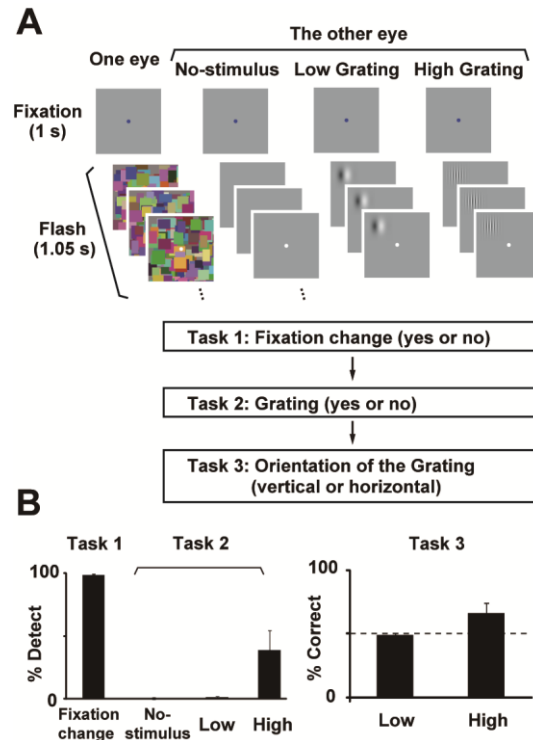 A
The other eye
One eye
No-stimulus Low Grating High Grating
Fixation
(1 s)
Flash
(1.05 s)
Task 1: Fixation change (yes or no)
Task 2: Grating (yes or no)
Task 3: Orientation of the Grating
(vertical or horizontal)
B
Task 1 Task 2
100
% Detect
0
Fixation
change
No-
stimulus
Low
High
Task 3
100
% Correct
0
Low
High